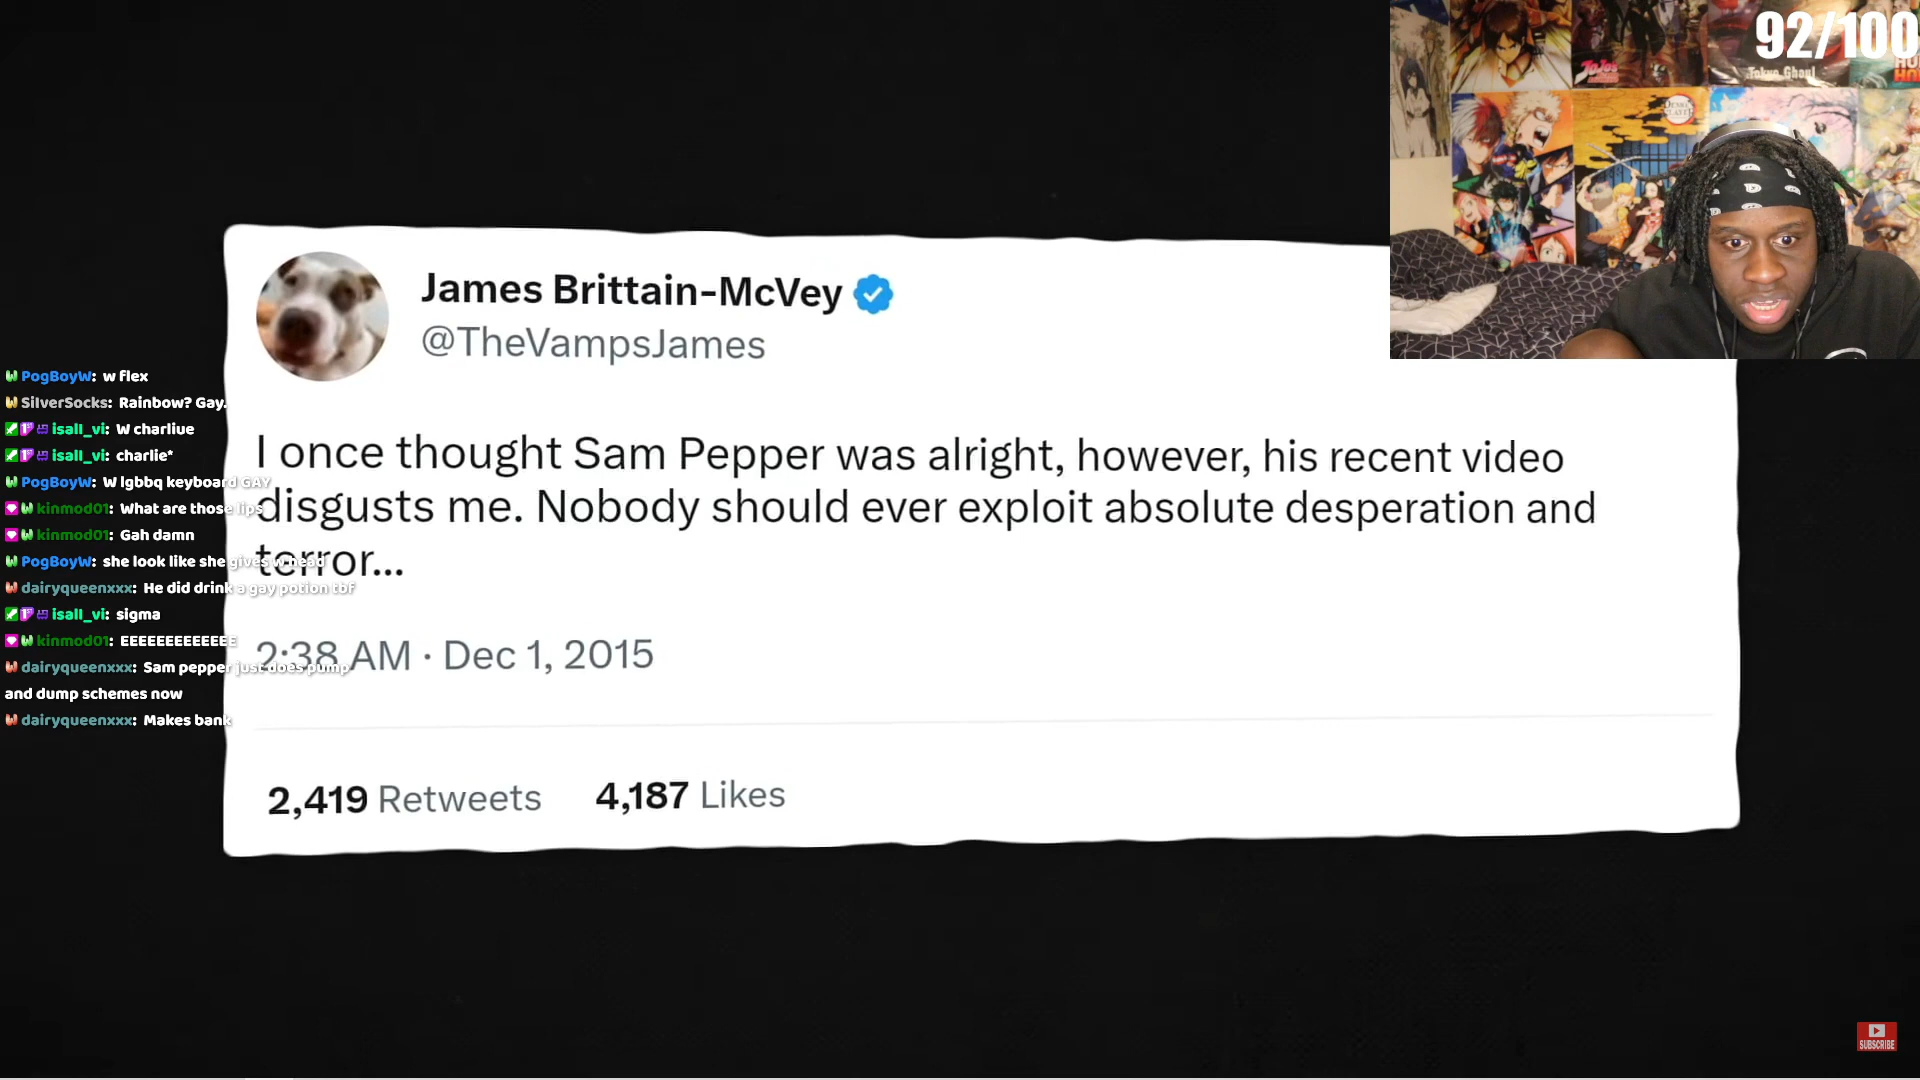 92/100
JoJo's
Tokyo Ghoul
James Brittain-McVey
@TheVampsJames
I once thought Sam Pepper was alright, however, his recent video
disgusts me. Nobody should ever exploit absolute desperation and
terror...
2:38 AM · Dec 1, 2015
2,419 Retweets 4,187 Likes
PogBoyW: w flex
SilverSocks: Rainbow? Gay.
isall_vi: W charliue
isall_vi: charlie*
PogBoyW: W lgbbq keyboard GAY
kinmod01: What are those lips
kinmod01: Gah damn
PogBoyW: she look like she gives w head
dairyqueenxxx: He did drink a gay potion tbf
isall_vi: sigma
kinmod01: EEEEEEEEEEEEE
dairyqueenxxx: Sam pepper just does pump
and dump schemes now
dairyqueenxxx: Makes bank
SUBSCRIBE